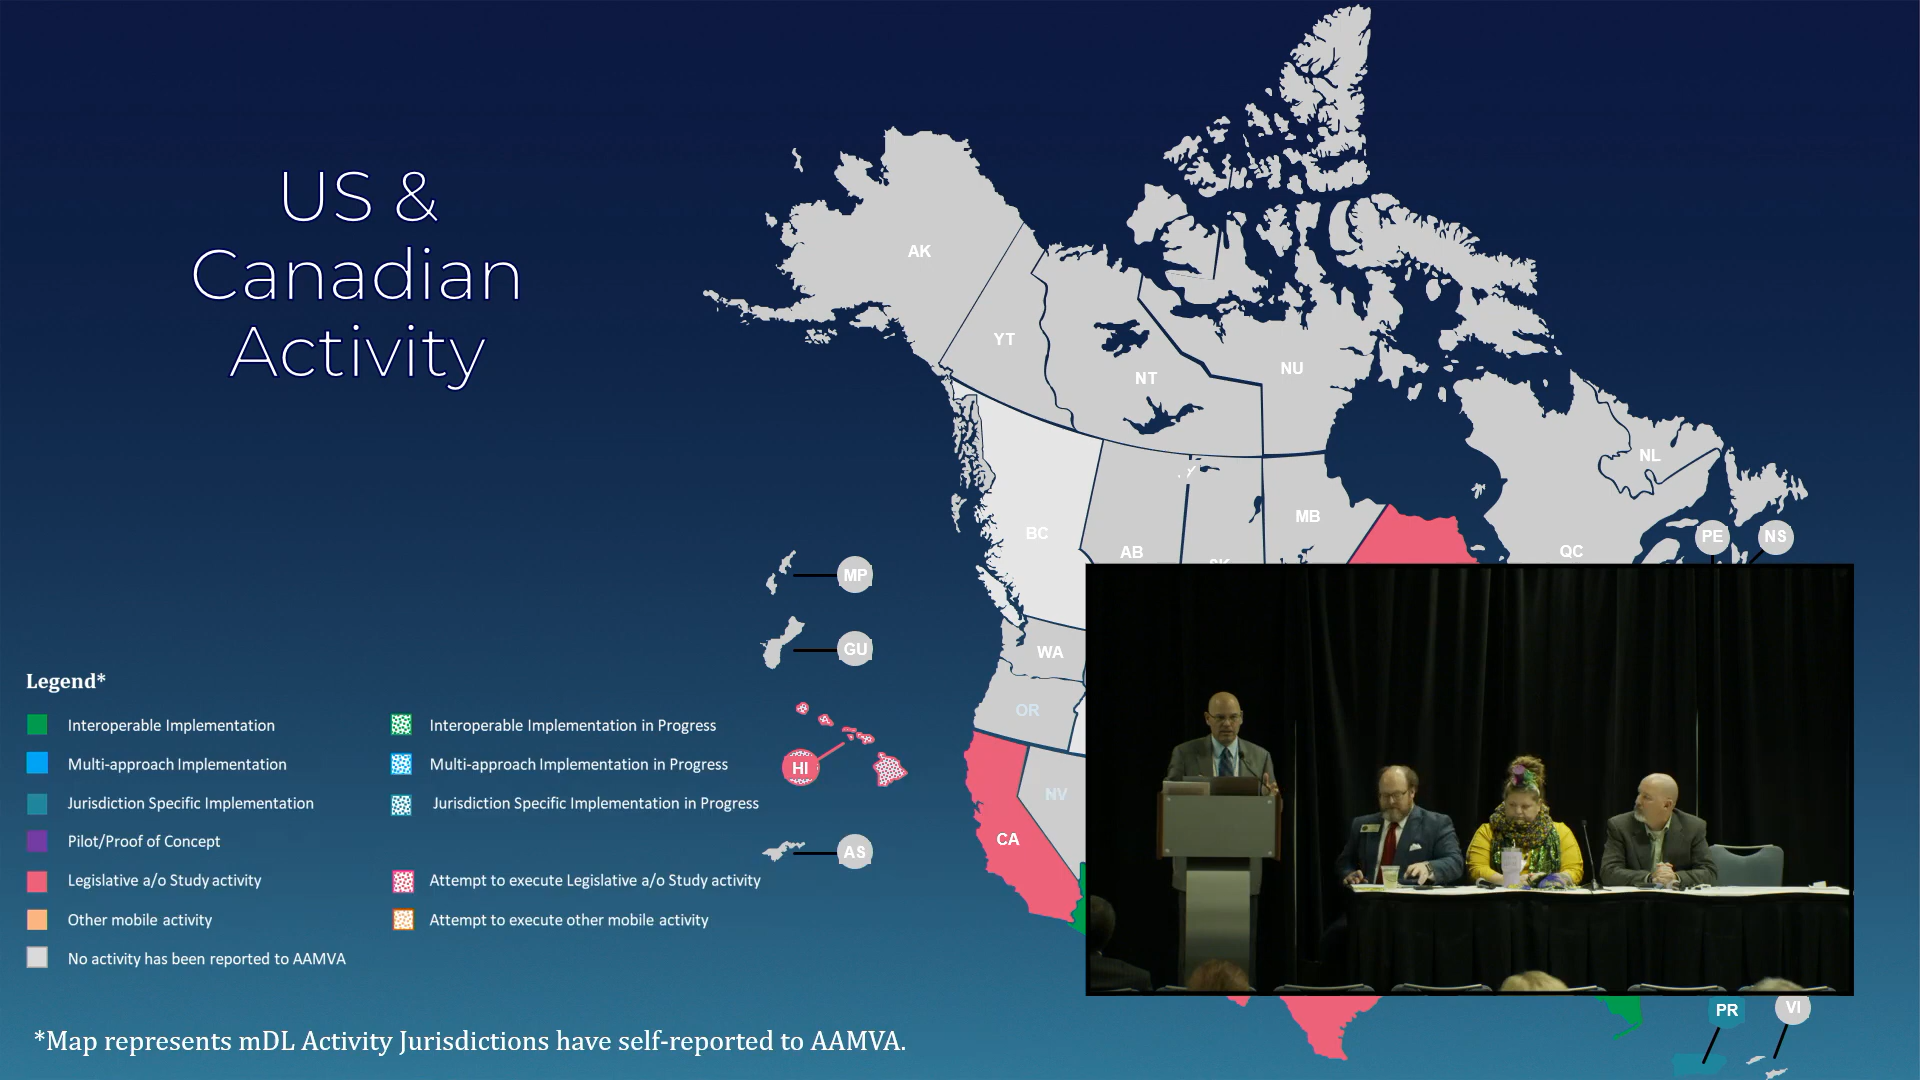 US &
Canadian
Activity
AK
YT
NT
NU
NL
BC
AB
MB
QC
PE
NS
MP
GU
WA
OR
HI
NV
CA
AS
PR
VI
Legend*
Interoperable Implementation
Interoperable Implementation in Progress
Multi-approach Implementation
Multi-approach Implementation in Progress
Jurisdiction Specific Implementation
Jurisdiction Specific Implementation in Progress
Pilot/Proof of Concept
Legislative a/o Study activity
Attempt to execute Legislative a/o Study activity
Other mobile activity
Attempt to execute other mobile activity
No activity has been reported to AAMVA
*Map represents mDL Activity Jurisdictions have self-reported to AAMVA.